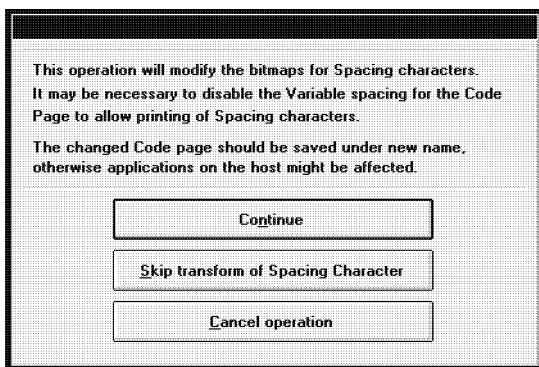 This operation will modify the bitmaps for Spacing characters.
It may be necessary to disable the Variable spacing for the Code
Page to allow printing of Spacing characters.
The changed Code page should be saved under new name,
otherwise applications on the host might be affected.
Continue
Skip transform of Spacing Character
Cancel operation